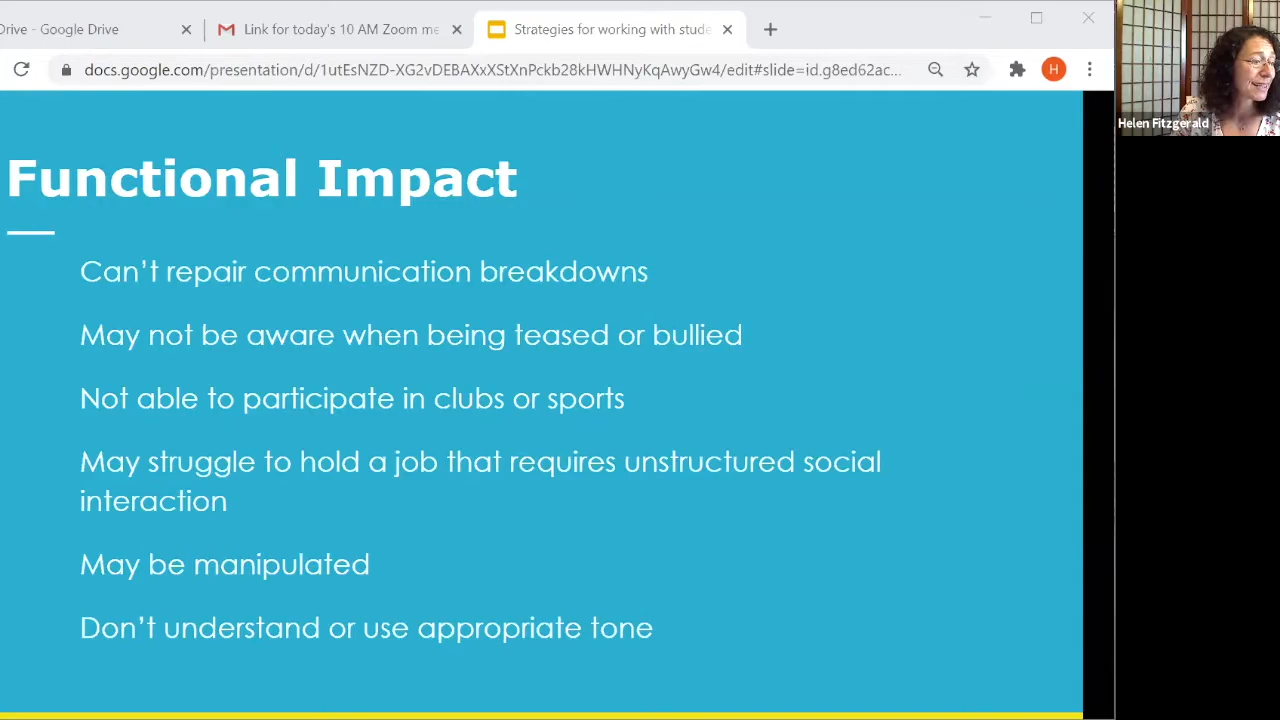 Drive - Google Drive
Link for today's 10 AM Zoom me
Strategies for working with stude
docs.google.com/presentation/d/1utEeNZD-XG2vDEBAXxXStXnPckb28kHWHNyKqAwyGw4/edit#slide=id.g8ed62ac...
H
Helen Fitzgerald
Functional Impact
Can't repair communication breakdowns
May not be aware when being teased or bullied
Not able to participate in clubs or sports
May struggle to hold a job that requires unstructured social
interaction
May be manipulated
Don't understand or use appropriate tone